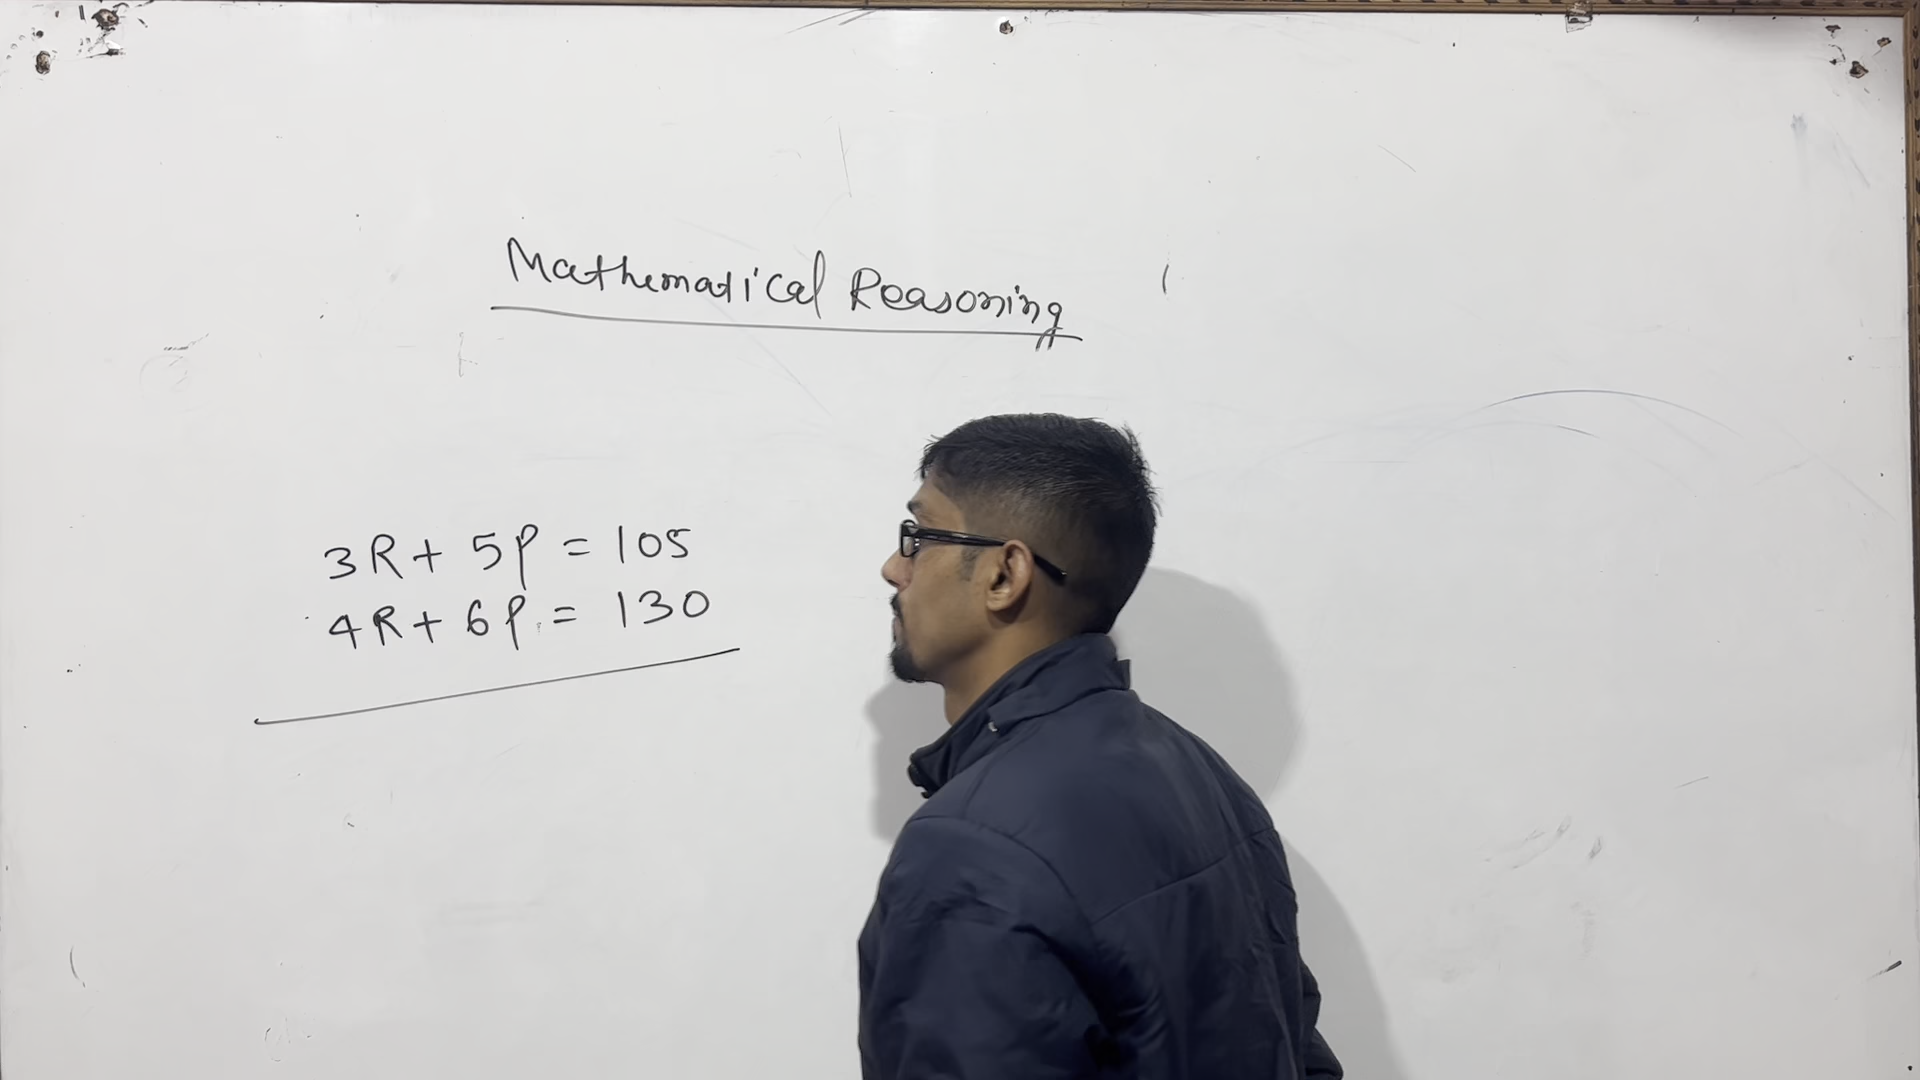 Mathematical Reasoning
3R + 5P = 105
4R + 6P = 130